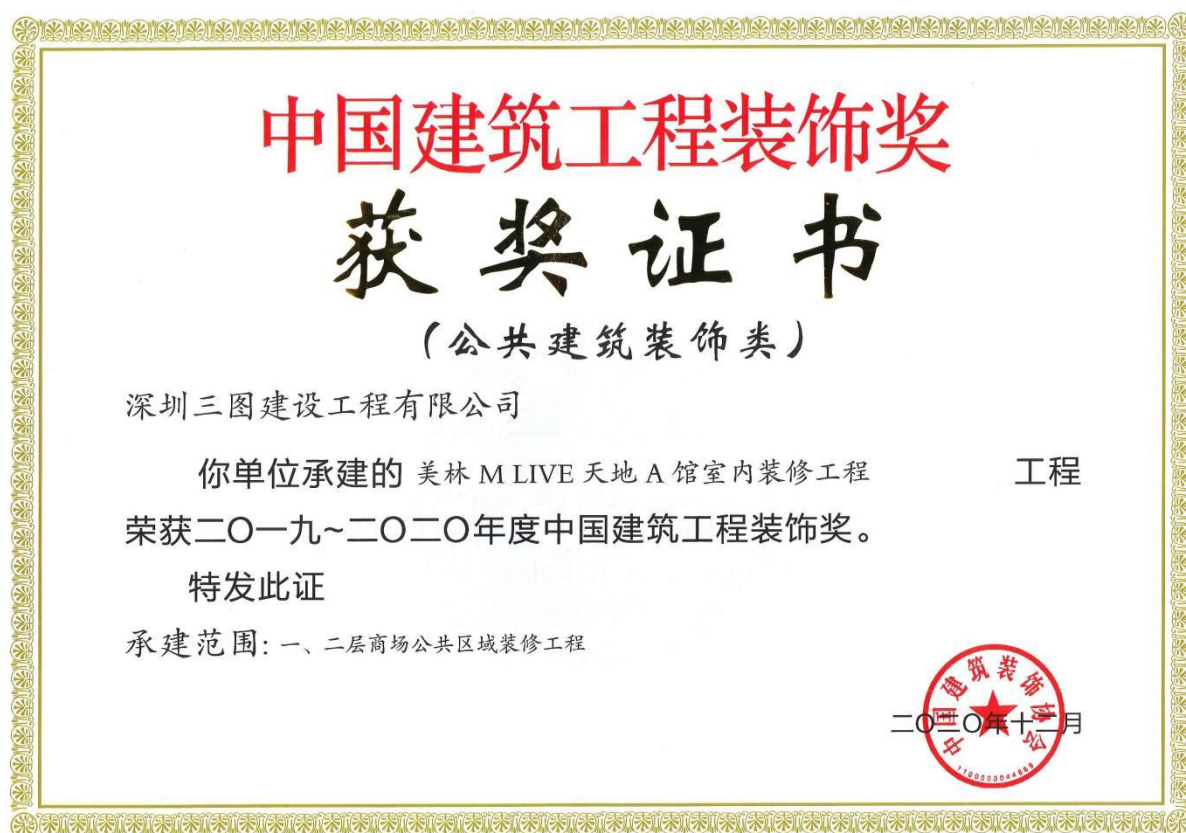 中国建筑工程装饰奖
获奖证书
(公共建筑装饰类)
深圳三图建设工程有限公司
你单位承建的 美林 M LIVE 天地 A 馆室内装修工程 工程
荣获二〇一九~二〇二〇年度中国建筑工程装饰奖。
特发此证
承建范围: 一、二层商场公共区域装修工程
中国建筑装饰协会
二〇二〇年十二月
1100000044869